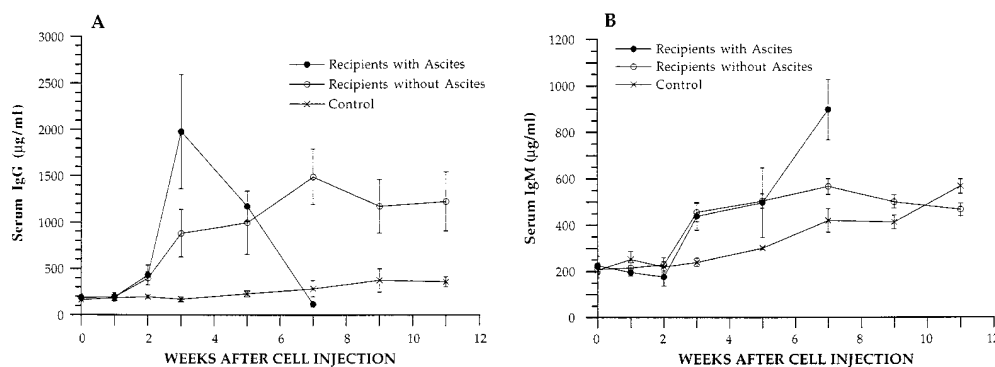 A
3000
2500
2000
1500
1000
500
0
Serum IgG (µg/ml)
Recipients with Ascites
Recipients without Ascites
Control
0 2 4 6 8 10 12
WEEKS AFTER CELL INJECTION
B
1200
1000
800
600
400
200
0
Serum IgM (µg/ml)
Recipients with Ascites
Recipients without Ascites
Control
0 2 4 6 8 10 12
WEEKS AFTER CELL INJECTION